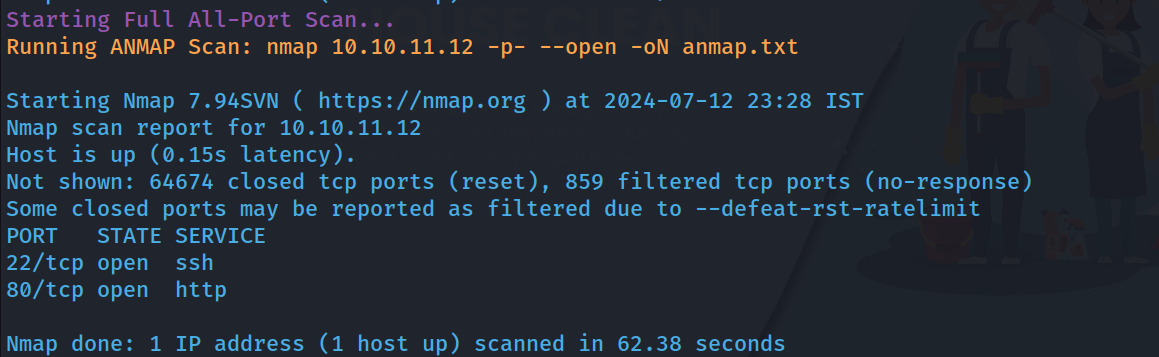 Starting Full All-Port Scan...
Running ANMAP Scan: nmap 10.10.11.12 -p- --open -oN anmap.txt
Starting Nmap 7.94SVN ( https://nmap.org ) at 2024-07-12 23:28 IST
Nmap scan report for 10.10.11.12
Host is up (0.15s latency).
Not shown: 64674 closed tcp ports (reset), 859 filtered tcp ports (no-response)
Some closed ports may be reported as filtered due to --defeat-rst-ratelimit
PORT   STATE SERVICE
22/tcp open  ssh
80/tcp open  http
Nmap done: 1 IP address (1 host up) scanned in 62.38 seconds